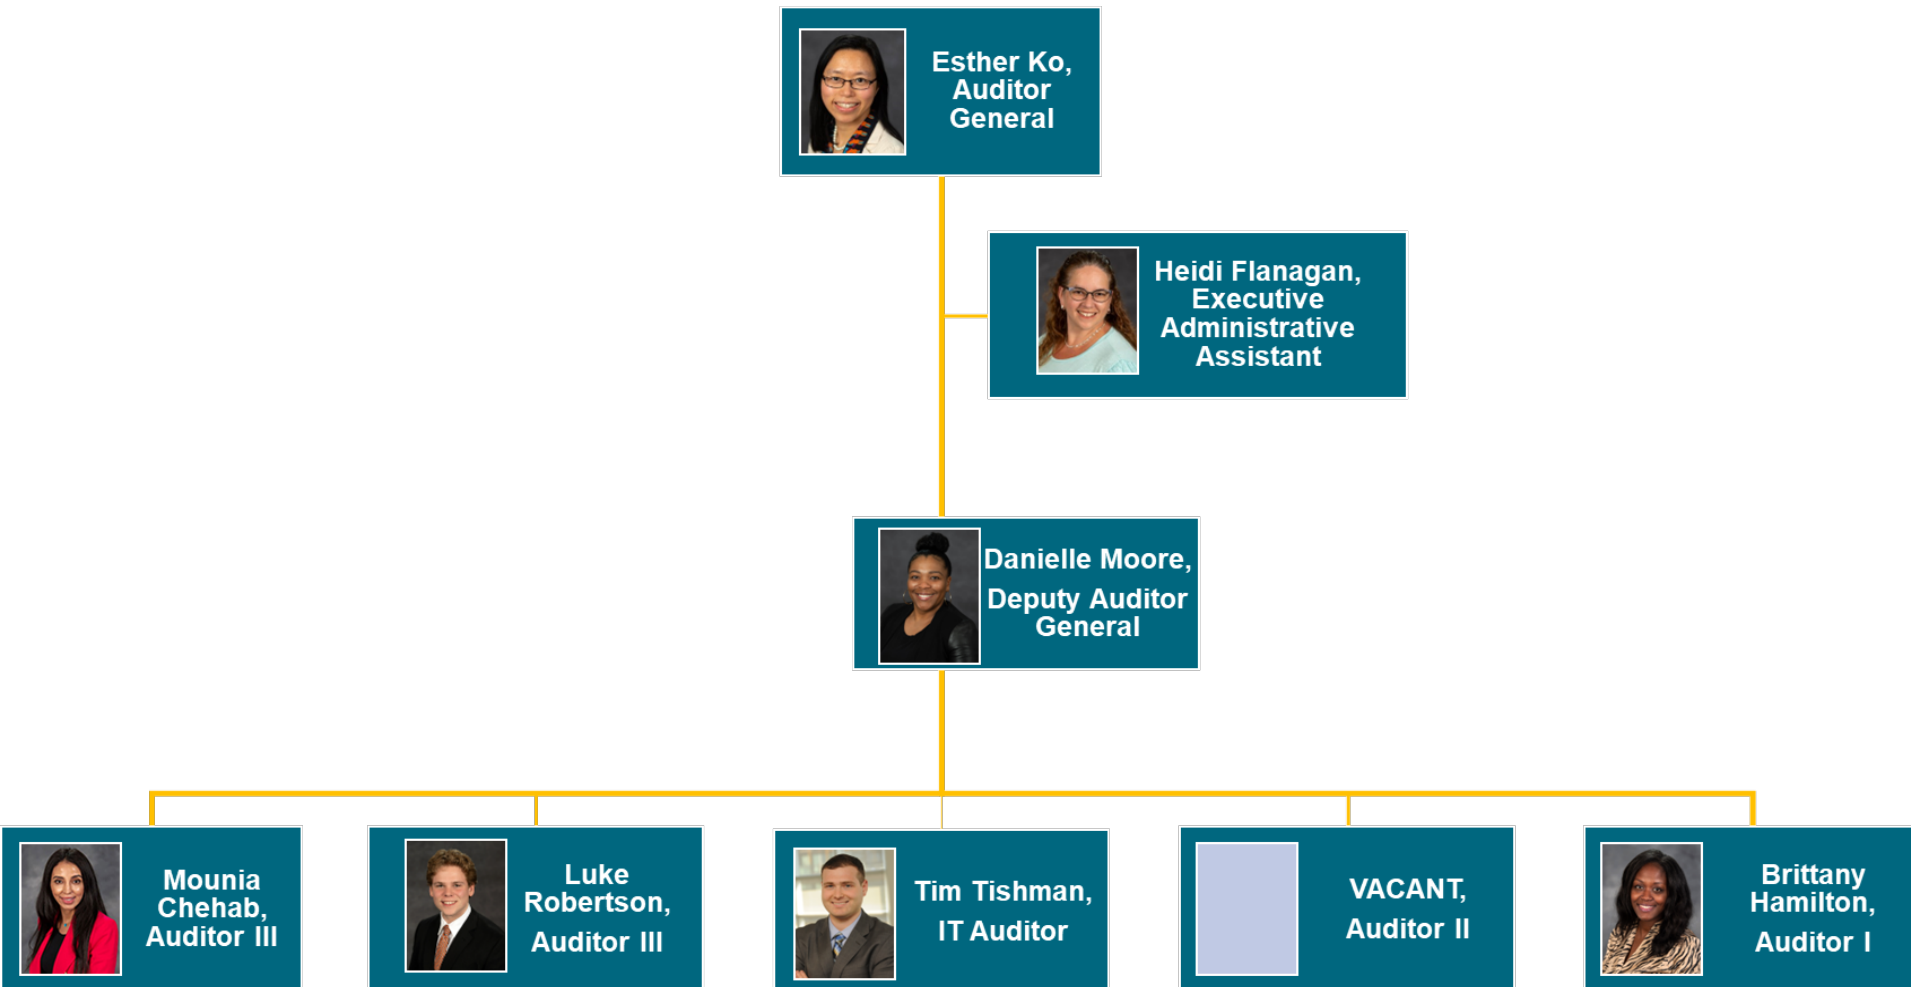 Esther Ko,
Auditor
General
Heidi Flanagan,
Executive
Administrative
Assistant
Danielle Moore,
Deputy Auditor
General
Mounia
Chehab,
Auditor III
Luke
Robertson,
Auditor III
Tim Tishman,
IT Auditor
VACANT,
Auditor II
Brittany
Hamilton,
Auditor I